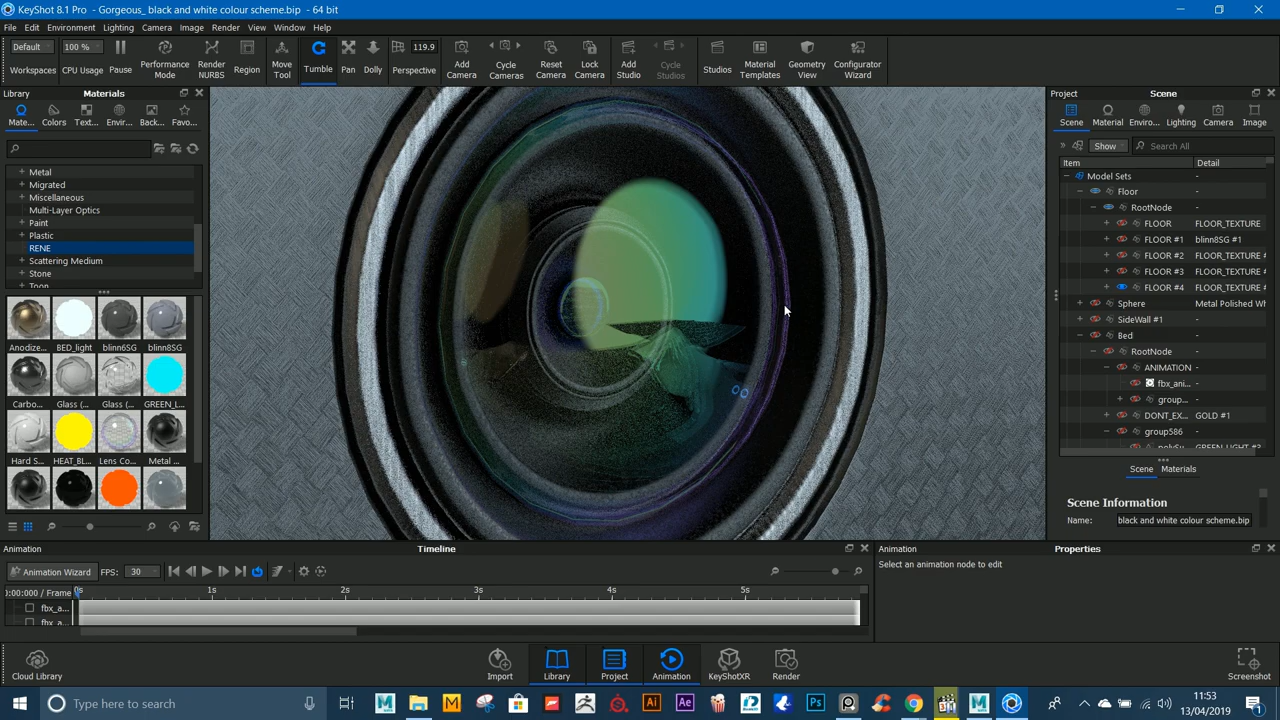 KeyShot 8.1 Pro - Gorgeous_ black and white colour scheme.bip - 64 bit
File Edit Environment Lighting Camera Image Render View Window Help
Default 100 % 119.9
Workspaces CPU Usage Pause Performance Mode Render NURBS Region Move Tool Tumble Pan Dolly Perspective Add Camera Cycle Cameras Reset Camera Lock Camera Add Studio Cycle Studios Studios Material Templates Geometry View Configurator Wizard
Library Materials
Mate... Colors Text... Envir... Back... Favo...
Metal
Migrated
Miscellaneous
Multi-Layer Optics
Paint
Plastic
RENE
Scattering Medium
Stone
Toon
Anodize... BED_light blinn6SG blinn8SG
Carbo... Glass (... Glass (... GREEN_L...
Hard S... HEAT_BL... Lens Co... Metal ...
Project Scene
Scene Material Enviro... Lighting Camera Image
Show Search All
Item Detail
Model Sets -
Floor -
RootNode -
FLOOR FLOOR_TEXTURE
FLOOR #1 blinn8SG #1
FLOOR #2 FLOOR_TEXTURE #
FLOOR #3 FLOOR_TEXTURE #
FLOOR #4 FLOOR_TEXTURE #
Sphere Metal Polished Wh
SideWall #1 -
Bed -
RootNode -
ANIMATION -
fbx_ani... -
group... -
DONT_EX... GOLD #1
group586 -
Scene Materials
Scene Information
Name: black and white colour scheme.bip
Animation Timeline
Animation Wizard FPS: 30
):00:000 / Frame 0s 1s 2s 3s 4s 5s
fbx_a...
fbx_a...
Animation Properties
Select an animation node to edit
Cloud Library Import Library Project Animation KeyShotXR Render Screenshot
Type here to search
11:53
13/04/2019